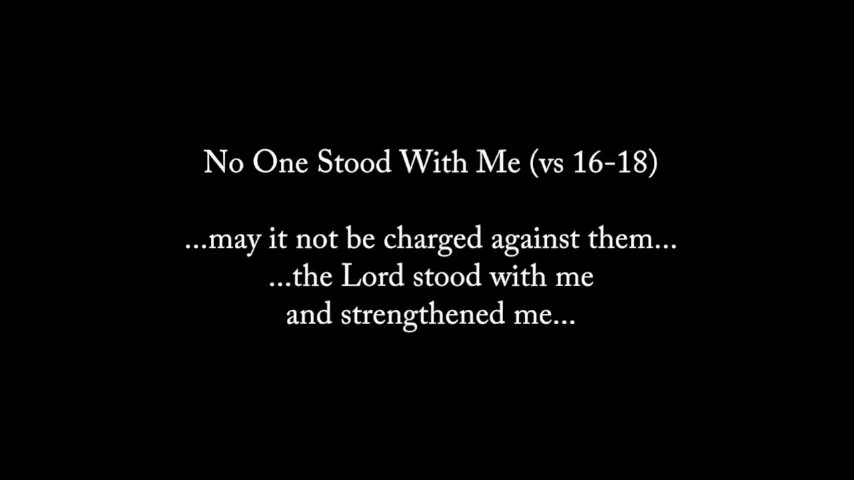 No One Stood With Me (vs 16-18)
...may it not be charged against them...
...the Lord stood with me
and strengthened me...